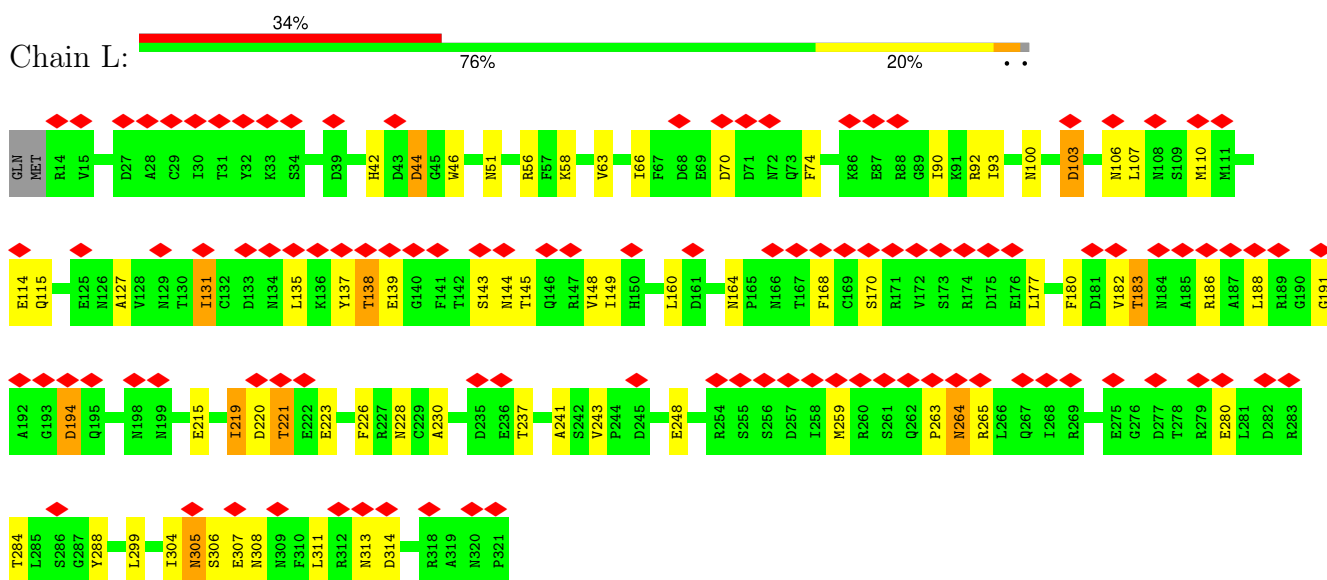 34%
Chain L:
76% 20% • •
GLN MET R14 V15 D27 A28 C29 I30 T31 Y32 K33 S34 D39 H42 D43 D44 G45 W46 N51 R56 F57 K58 V63 I66 F67 D68 E69 D70 D71 N72 Q73 F74 K86 E87 R88 G89 I90 K91 R92 I93 N100 D103 N106 L107 N108 S109 M110 M111
E114 Q115 E125 N126 A127 V128 N129 T130 I131 C132 D133 N134 L135 K136 Y137 T138 E139 G140 F141 T142 S143 N144 T145 Q146 R147 V148 I149 H150 L160 D161 N164 P165 N166 T167 F168 C169 S170 R171 V172 S173 R174 D175 E176 L177 F180 D181 V182 T183 N184 A185 R186 A187 L188 R189 G190 G191
A192 G193 D194 Q195 N198 N199 E215 I219 D220 T221 E222 E223 F226 R227 N228 C229 A230 D235 E236 T237 A241 S242 V243 P244 D245 E248 R254 S255 S256 D257 I258 M259 R260 S261 Q262 P263 N264 R265 L266 Q267 I268 R269 E275 G276 D277 T278 R279 E280 L281 D282 R283
T284 L285 S286 G287 Y288 L299 I304 N305 S306 E307 N308 N309 F310 L311 R312 N313 D314 R318 A319 N320 P321